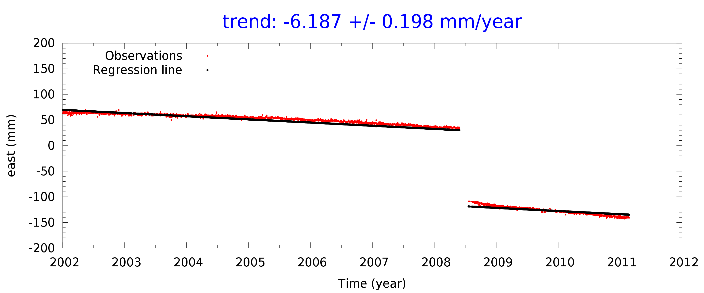 trend: -6.187 +/- 0.198 mm/year
200
150
100
50
0
-50
-100
-150
-200
east (mm)
Observations
Regression line
2002 2003 2004 2005 2006 2007 2008 2009 2010 2011 2012
Time (year)